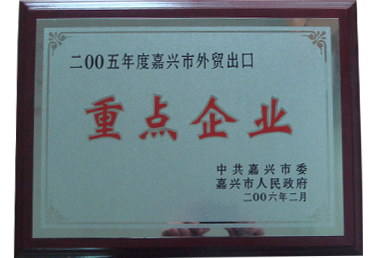 二00五年度嘉兴市外贸出口
重点企业
中共嘉兴市委
嘉兴市人民政府
二00六年二月